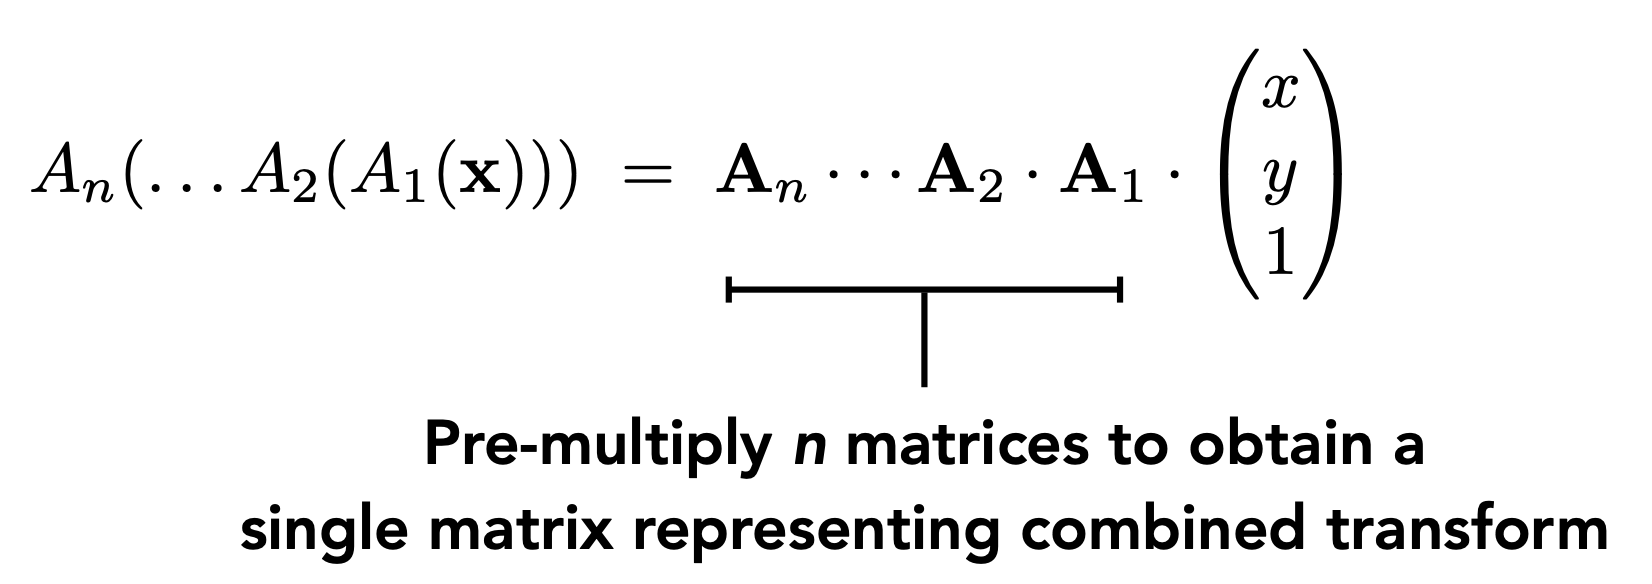 A_n(…A_2(A_1(𝐱))) = 𝐀_n ⋯ 𝐀_2 · 𝐀_1 · (x y 1)
Pre-multiply n matrices to obtain a
single matrix representing combined transform